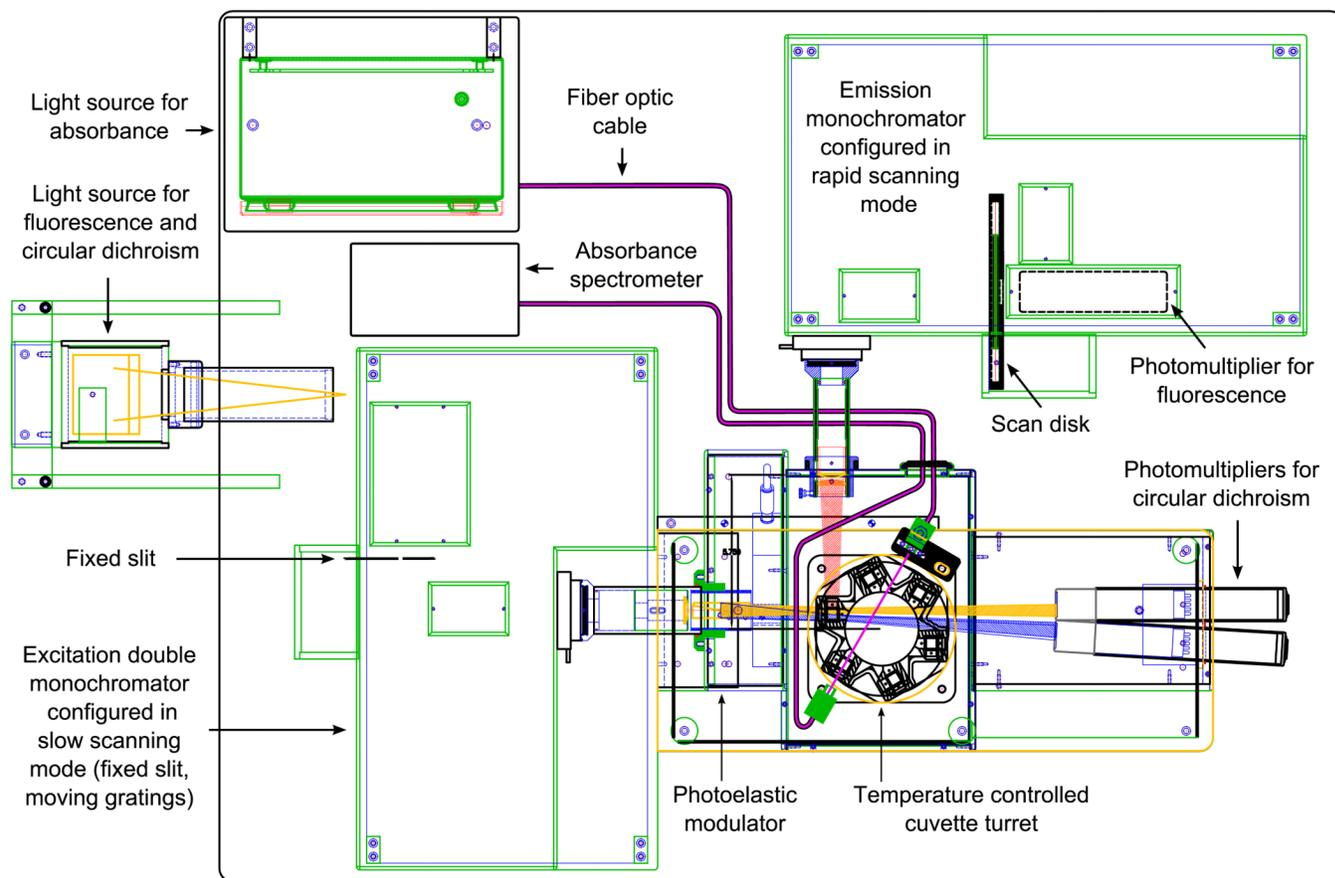 Light source for
absorbance
Fiber optic
cable
Emission
monochromator
configured in
rapid scanning
mode
Light source for
fluorescence and
circular dichroism
Absorbance
spectrometer
Photomultiplier for
fluorescence
Scan disk
Photomultipliers for
circular dichroism
Fixed slit
Excitation double
monochromator
configured in
slow scanning
mode (fixed slit,
moving gratings)
Photoelastic
modulator
Temperature controlled
cuvette turret